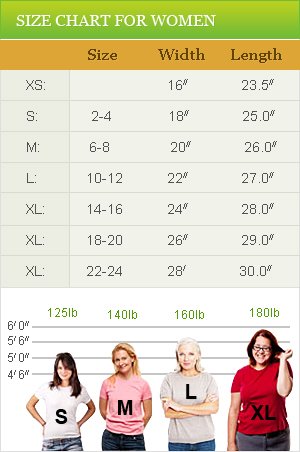 SIZE CHART FOR WOMEN
Size Width Length
XS: 16″ 23.5″
S: 2-4 18″ 25.0″
M: 6-8 20″ 26.0″
L: 10-12 22″ 27.0″
XL: 14-16 24″ 28.0″
XL: 18-20 26″ 29.0″
XL: 22-24 28′ 30.0″
125lb 140lb 160lb 180lb
6′ 0″
5′ 6″
5′ 0″
4′ 6″
S M L XL